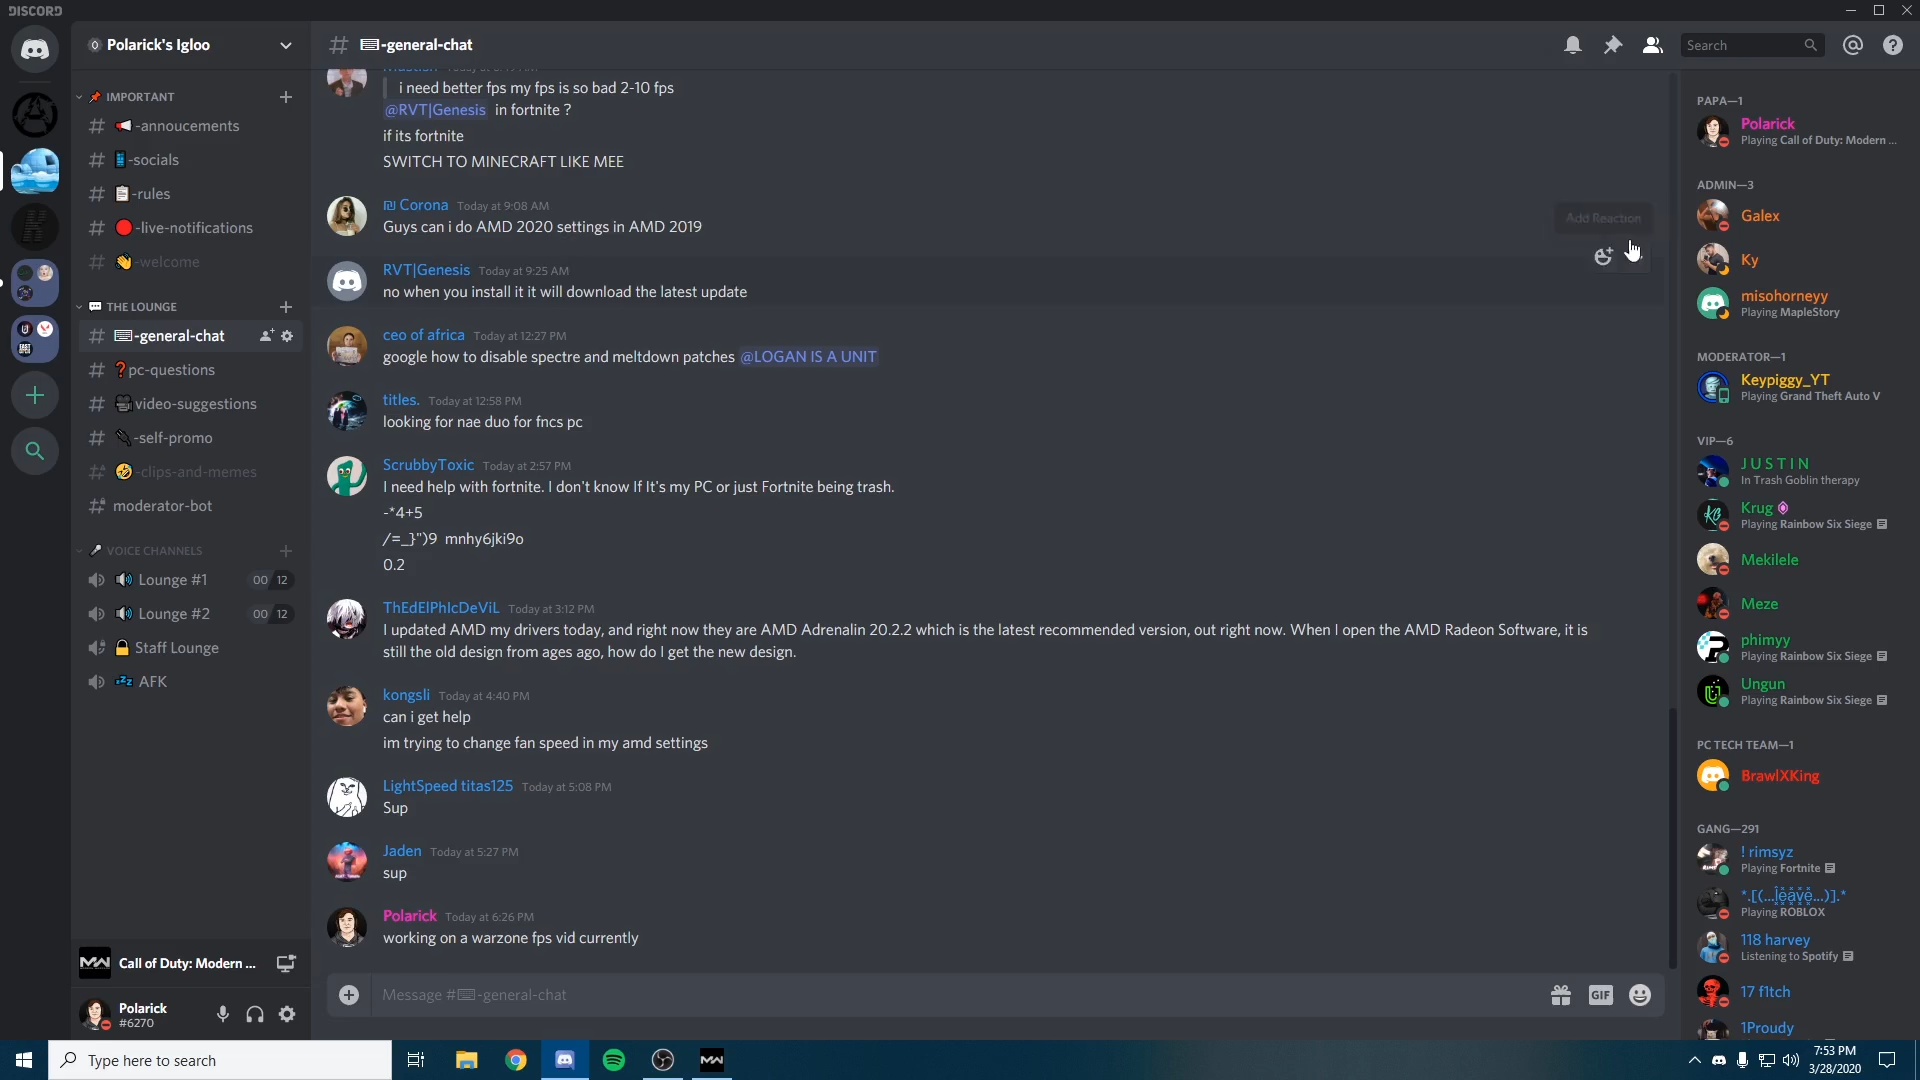 DISCORD
Polarick's Igloo
IMPORTANT
-annoucements
-socials
-rules
-live-notifications
-welcome
THE LOUNGE
-general-chat
pc-questions
video-suggestions
-self-promo
-clips-and-memes
moderator-bot
VOICE CHANNELS
Lounge #1 00 12
Lounge #2 00 12
Staff Lounge
AFK
Call of Duty: Modern ...
Polarick
#6270
-general-chat
Search
i need better fps my fps is so bad 2-10 fps
@RVT|Genesis in fortnite ?
if its fortnite
SWITCH TO MINECRAFT LIKE MEE
₪ Corona Today at 9:08 AM
Guys can i do AMD 2020 settings in AMD 2019
Add Reaction
RVT|Genesis Today at 9:25 AM
no when you install it it will download the latest update
ceo of africa Today at 12:27 PM
google how to disable spectre and meltdown patches @LOGAN IS A UNIT
titles. Today at 12:58 PM
looking for nae duo for fncs pc
ScrubbyToxic Today at 2:57 PM
I need help with fortnite. I don't know If It's my PC or just Fortnite being trash.
-*4+5
/=_}")9 mnhy6jki9o
0.2
ThEdElPhIcDeViL Today at 3:12 PM
I updated AMD my drivers today, and right now they are AMD Adrenalin 20.2.2 which is the latest recommended version, out right now. When I open the AMD Radeon Software, it is
still the old design from ages ago, how do I get the new design.
kongsli Today at 4:40 PM
can i get help
im trying to change fan speed in my amd settings
LightSpeed titas125 Today at 5:08 PM
Sup
Jaden Today at 5:27 PM
sup
Polarick Today at 6:26 PM
working on a warzone fps vid currently
Message #-general-chat
GIF
PAPA—1
Polarick
Playing Call of Duty: Modern ...
ADMIN—3
Galex
Ky
misohorneyy
Playing MapleStory
MODERATOR—1
Keypiggy_YT
Playing Grand Theft Auto V
VIP—6
J U S T I N
In Trash Goblin therapy
Krug
Playing Rainbow Six Siege
Mekilele
Meze
phimyy
Playing Rainbow Six Siege
Ungun
Playing Rainbow Six Siege
PC TECH TEAM—1
BrawlXKing
GANG—291
! rimsyz
Playing Fortnite
Playing ROBLOX
118 harvey
Listening to Spotify
17 f1tch
1Proudy
Type here to search
7:53 PM
3/28/2020